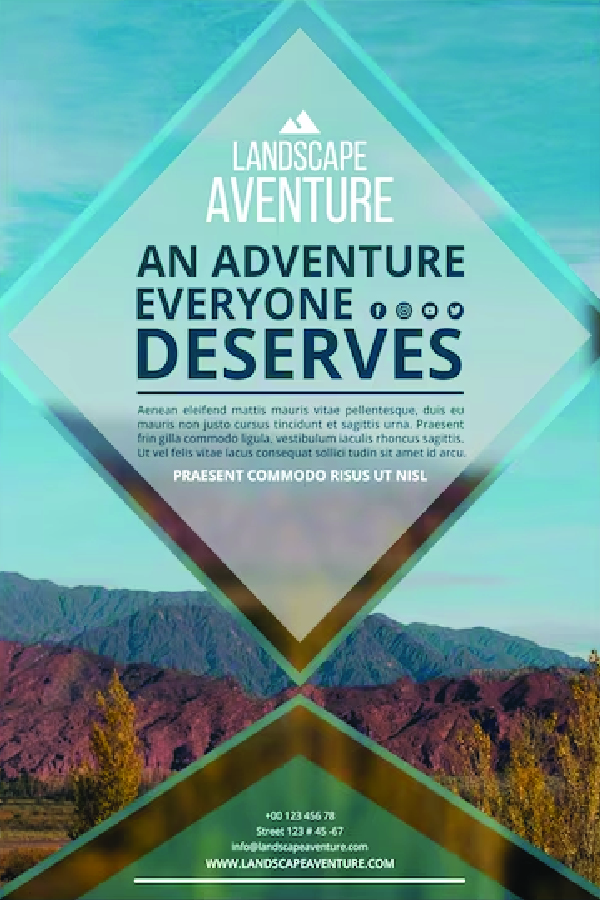 LANDSCAPE
AVENTURE
AN ADVENTURE
EVERYONE
DESERVES
Aenean eleifend mattis mauris vitae pellentesque, duis eu
mauris non justo cursus tincidunt et sagittis urna. Praesent
frin gilla commodo ligula, vestibulum iaculis rhoncus sagittis.
Ut vel felis vitae lacus consequat sollici tudin sit amet id arcu.
PRAESENT COMMODO RISUS UT NISL
+00 123 456 78
Street 123 # 45 -67
info@landscapeaventure.com
WWW.LANDSCAPEAVENTURE.COM